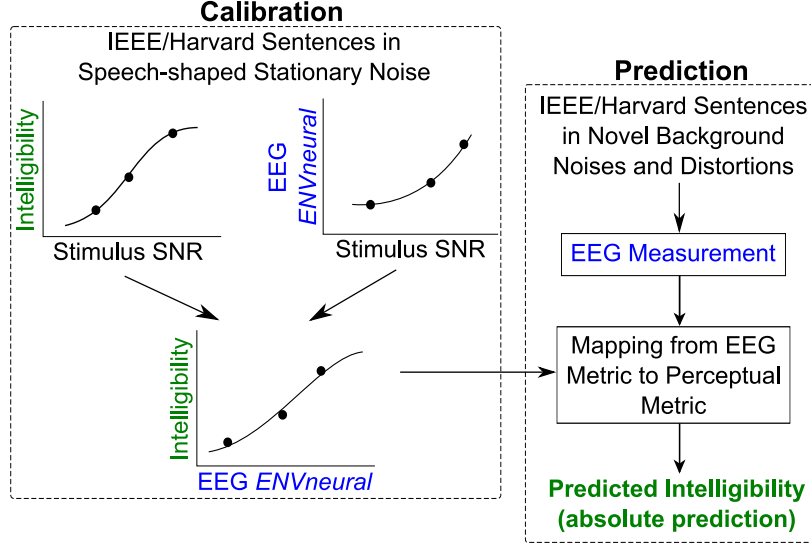 Calibration
IEEE/Harvard Sentences in
Speech-shaped Stationary Noise
Intelligibility
Stimulus SNR
EEG
ENVneural
Stimulus SNR
Intelligibility
EEG ENVneural
Prediction
IEEE/Harvard Sentences
in Novel Background
Noises and Distortions
EEG Measurement
Mapping from EEG
Metric to Perceptual
Metric
Predicted Intelligibility
(absolute prediction)